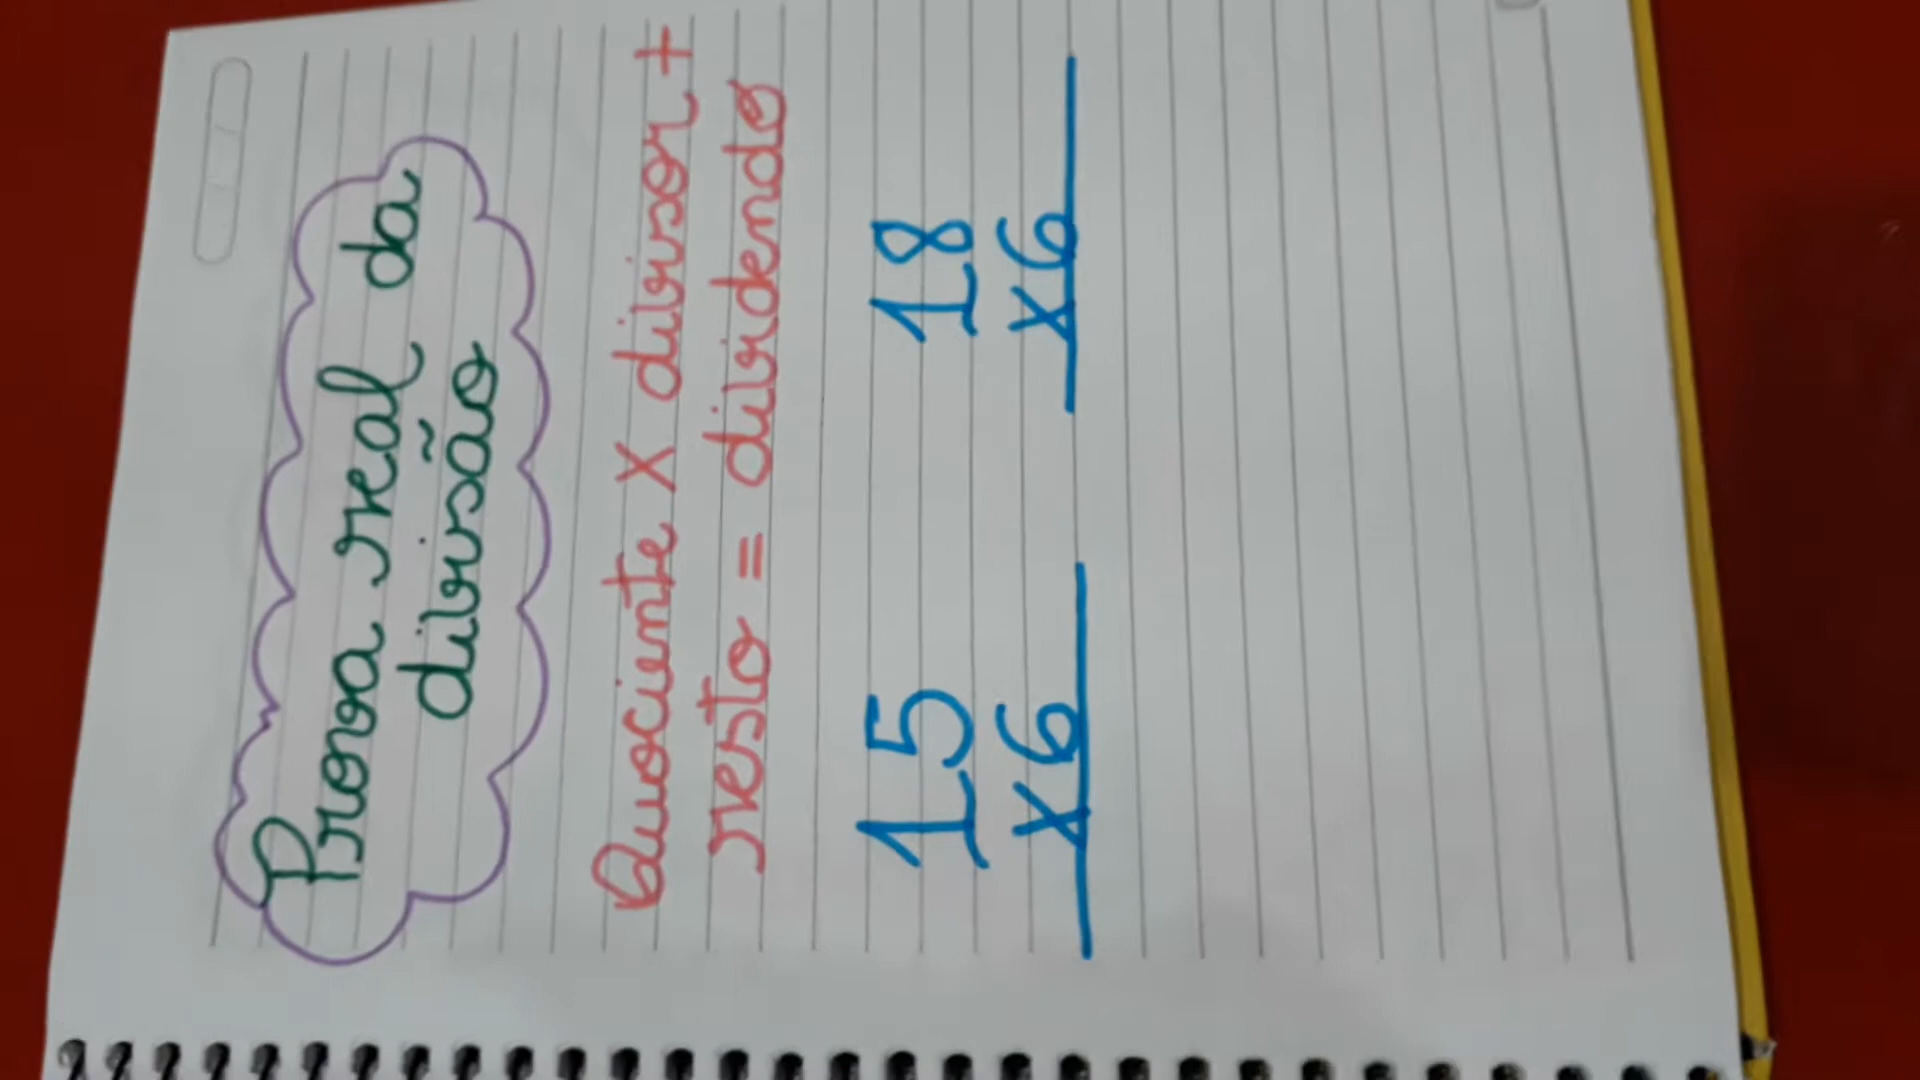 Prova real da
divisão
Quociente X divisor +
resto = dividendo
15 18
x6 x6